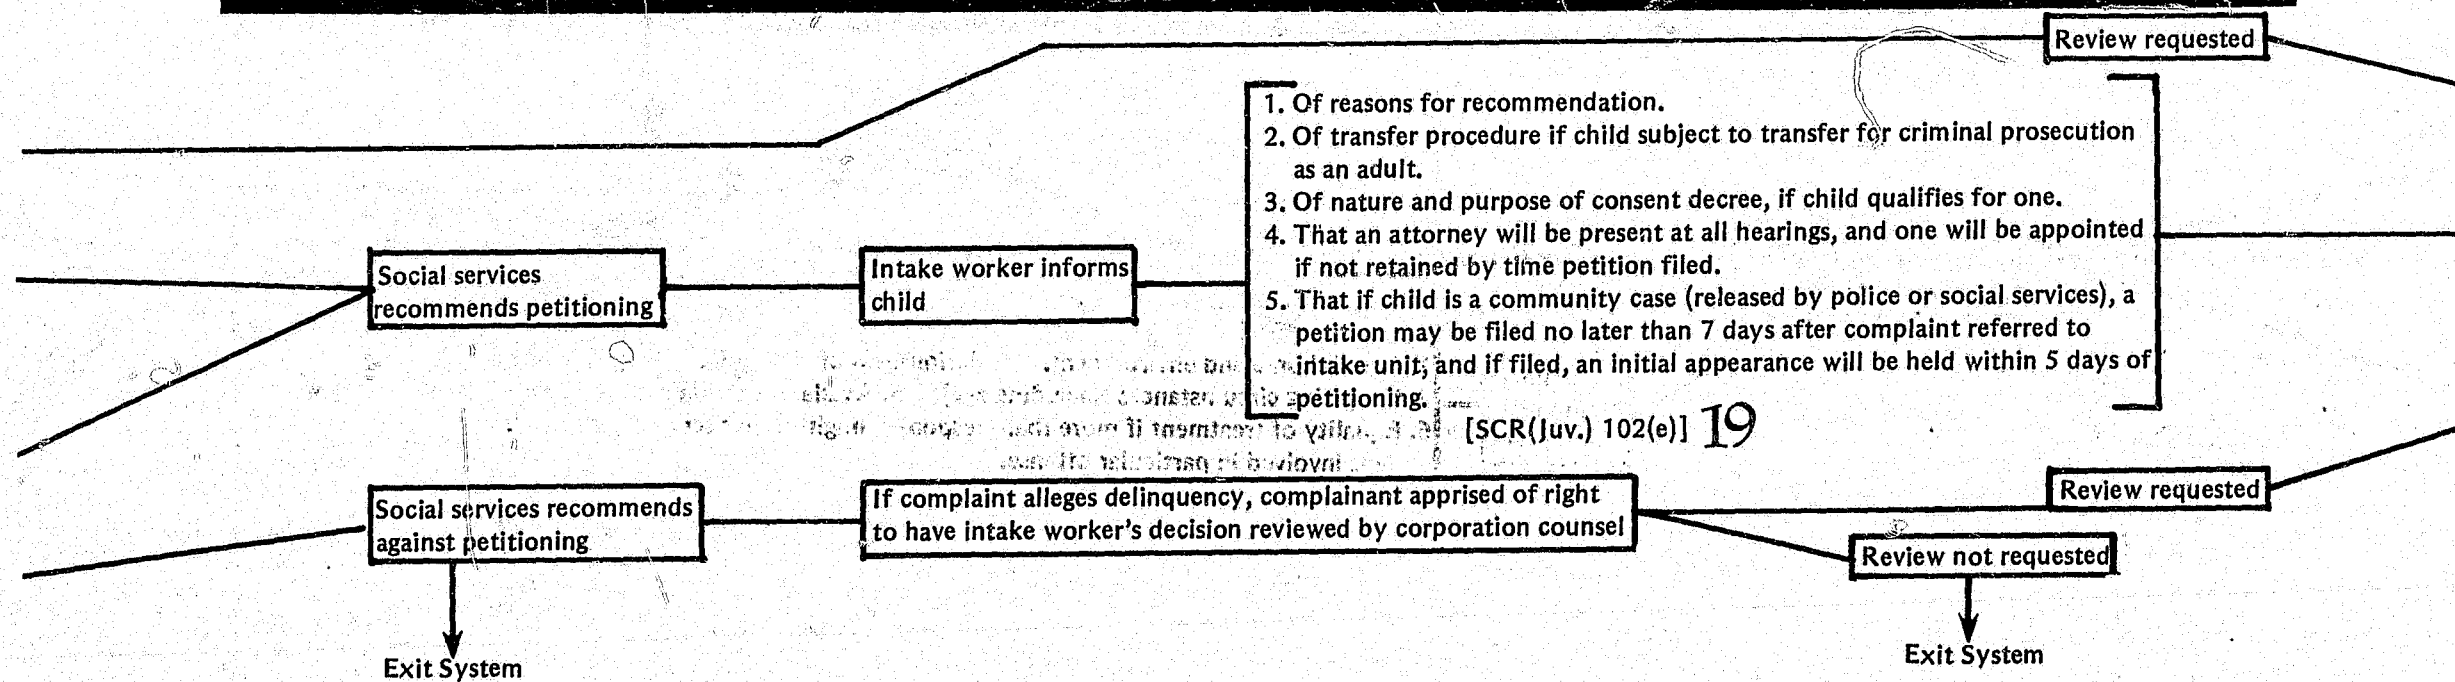 Review requested
1. Of reasons for recommendation.
2. Of transfer procedure if child subject to transfer for criminal prosecution
as an adult.
3. Of nature and purpose of consent decree, if child qualifies for one.
4. That an attorney will be present at all hearings, and one will be appointed
if not retained by time petition filed.
5. That if child is a community case (released by police or social services), a
petition may be filed no later than 7 days after complaint referred to
intake unit, and if filed, an initial appearance will be held within 5 days of
petitioning.
[SCR(Juv.) 102(e)] 19
Social services
recommends petitioning
Intake worker informs
child
Social services recommends
against petitioning
If complaint alleges delinquency, complainant apprised of right
to have intake worker's decision reviewed by corporation counsel
Review requested
Review not requested
Exit System
Exit System